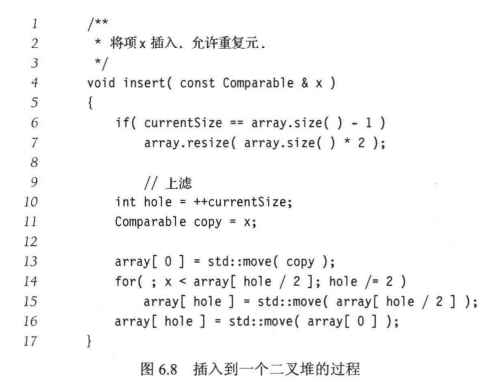 1 /**
2 * 将项x 插入,允许重复元.
3 */
4 void insert( const Comparable & x )
5 {
6 if( currentSize == array.size( ) - 1 )
7 array.resize( array.size( ) * 2 );
8
9 // 上滤
10 int hole = ++currentSize;
11 Comparable copy = x;
12
13 array[ 0 ] = std::move( copy );
14 for( ; x < array[ hole / 2 ]; hole /= 2 )
15 array[ hole ] = std::move( array[ hole / 2 ] );
16 array[ hole ] = std::move( array[ 0 ] );
17 }
图 6.8 插入到一个二叉堆的过程